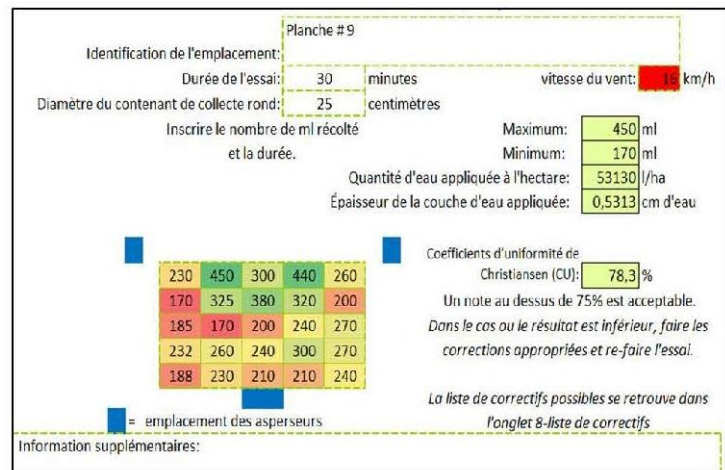 Planche #9
Identification de l'emplacement:
Durée de l'essai: 30 minutes vitesse du vent: 16 km/h
Diamètre du contenant de collecte rond: 25 centimètres
Inscrire le nombre de ml récolté Maximum: 450 ml
et la durée. Minimum: 170 ml
Quantité d'eau appliquée à l'hectare: 53130 l/ha
Épaisseur de la couche d'eau appliquée: 0,5313 cm d'eau
Coefficients d'uniformité de
Christiansen (CU): 78,3 %
Un note au dessus de 75% est acceptable.
Dans le cas ou le résultat est inférieur, faire les
corrections appropriées et re-faire l'essai.
La liste de correctifs possibles se retrouve dans
l'onglet 8-liste de correctifs
230 450 300 440 260
170 325 380 320 200
185 170 200 240 270
232 260 240 300 270
188 230 210 210 240
= emplacement des asperseurs
Information supplémentaires: